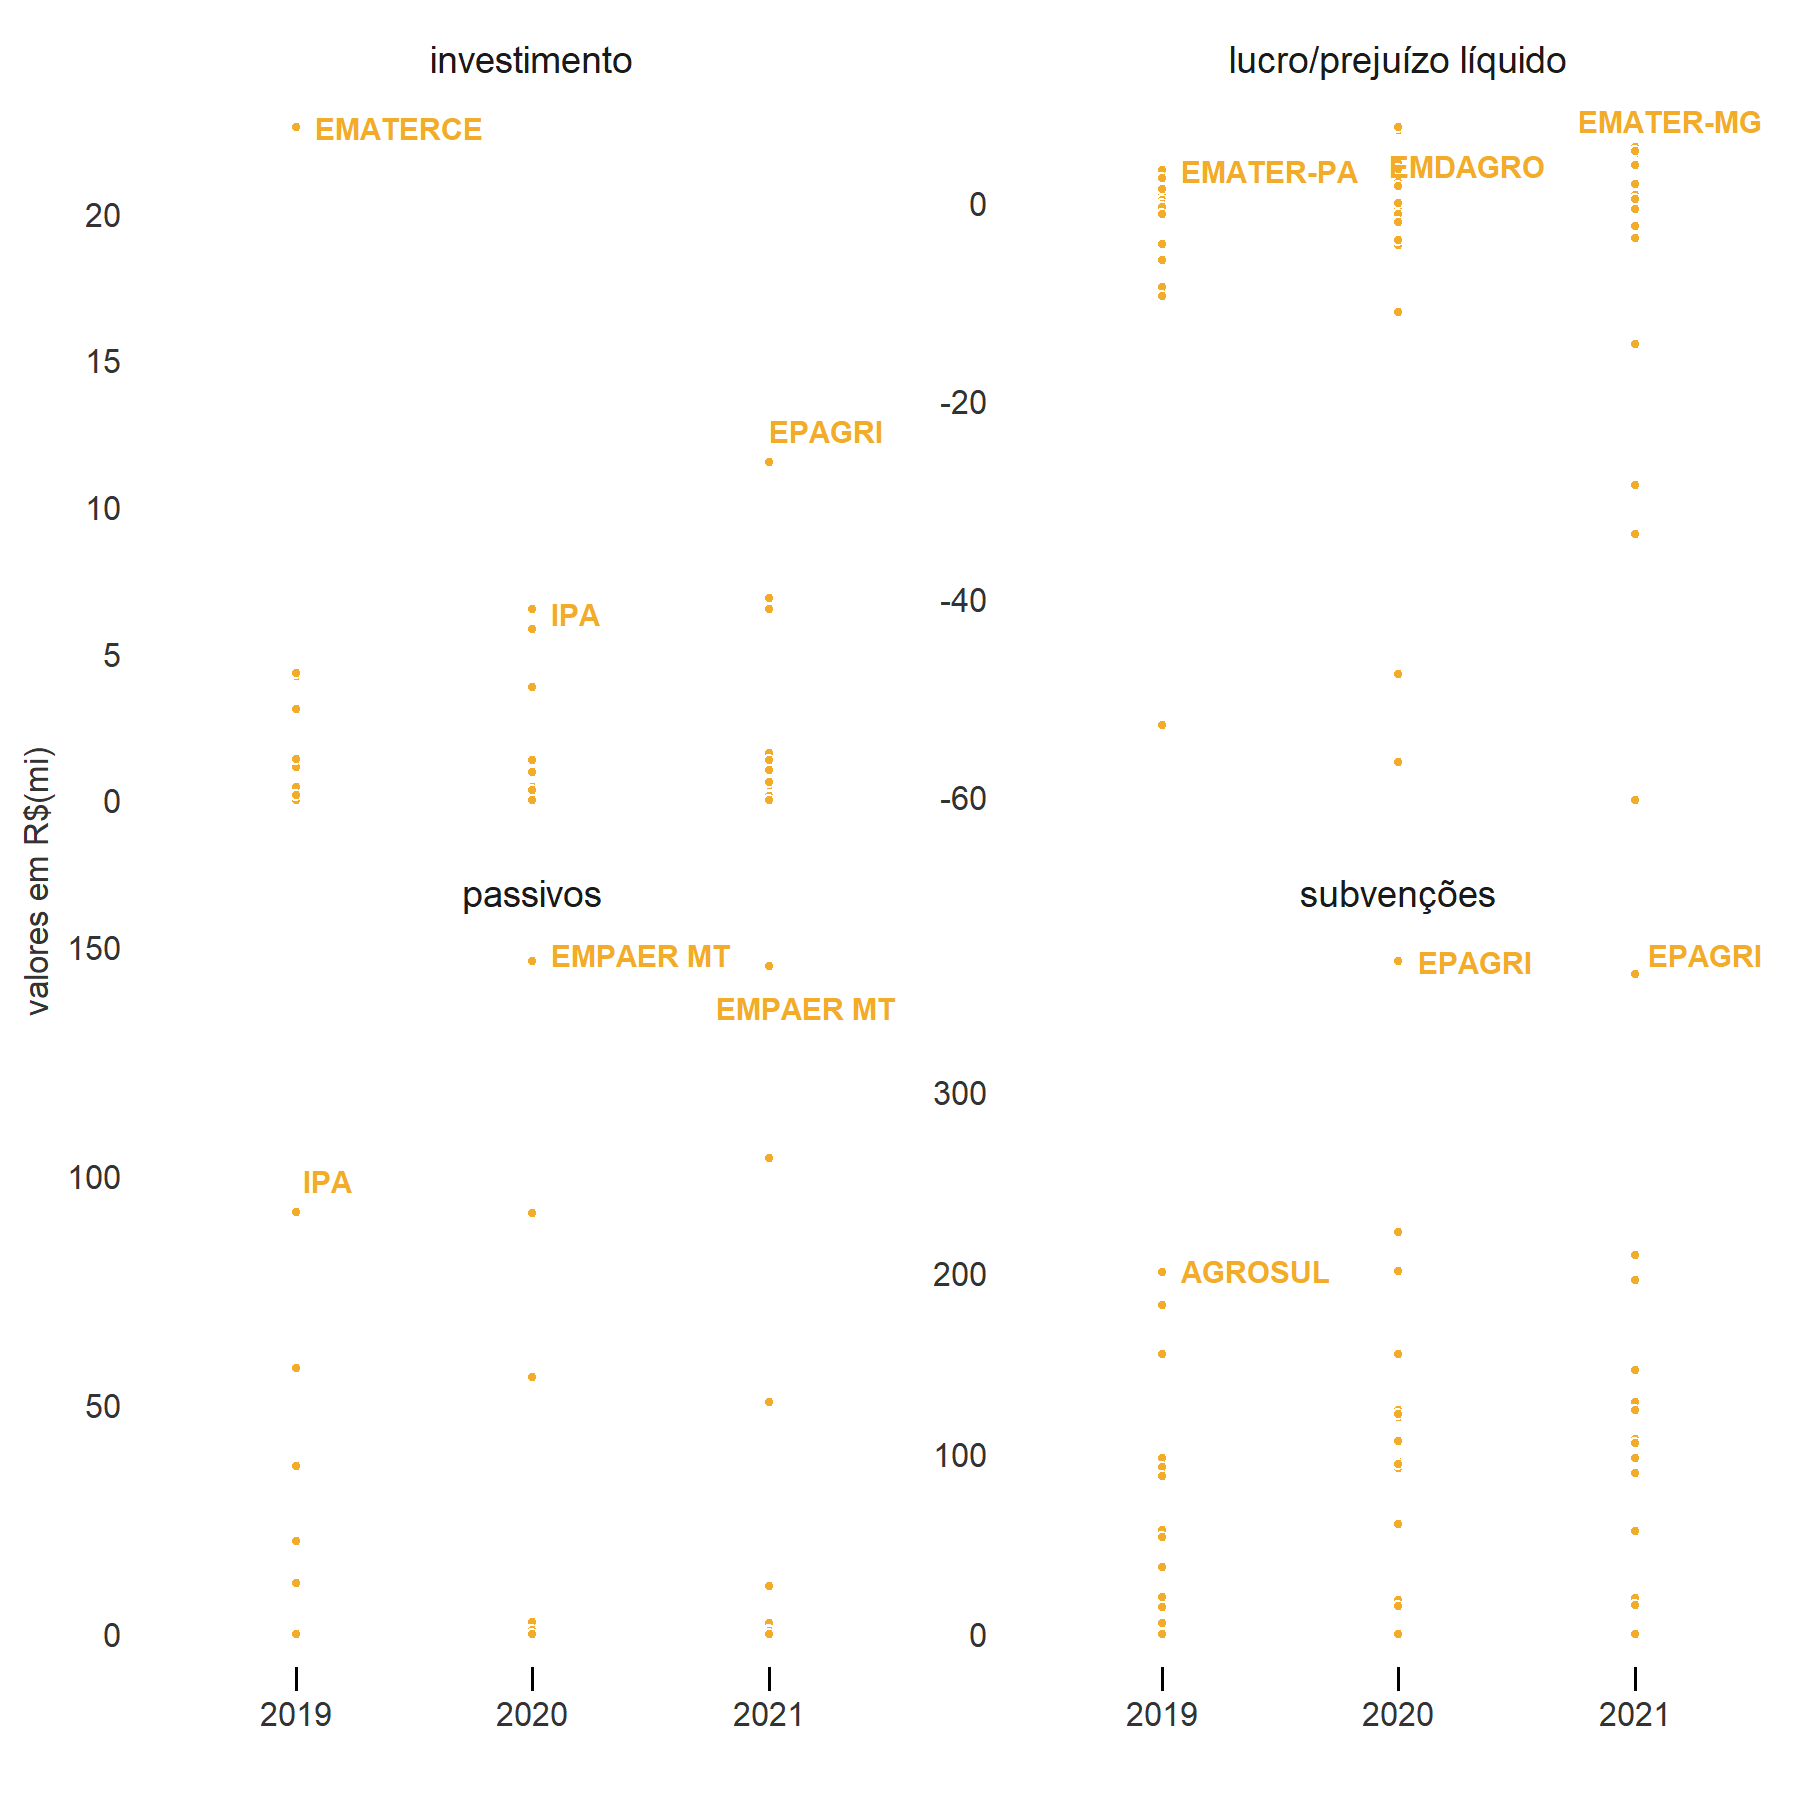 investimento
lucro/prejuízo líquido
EMATERCE
EMATER-PA
EMDAGRO
EMATER-MG
20
15
10
5
0
EPAGRI
IPA
0
-20
-40
-60
valores em R$(mi)
passivos
subvenções
150
100
50
0
EMPAER MT
EMPAER MT
IPA
300
200
100
0
EPAGRI
EPAGRI
AGROSUL
2019
2020
2021
2019
2020
2021